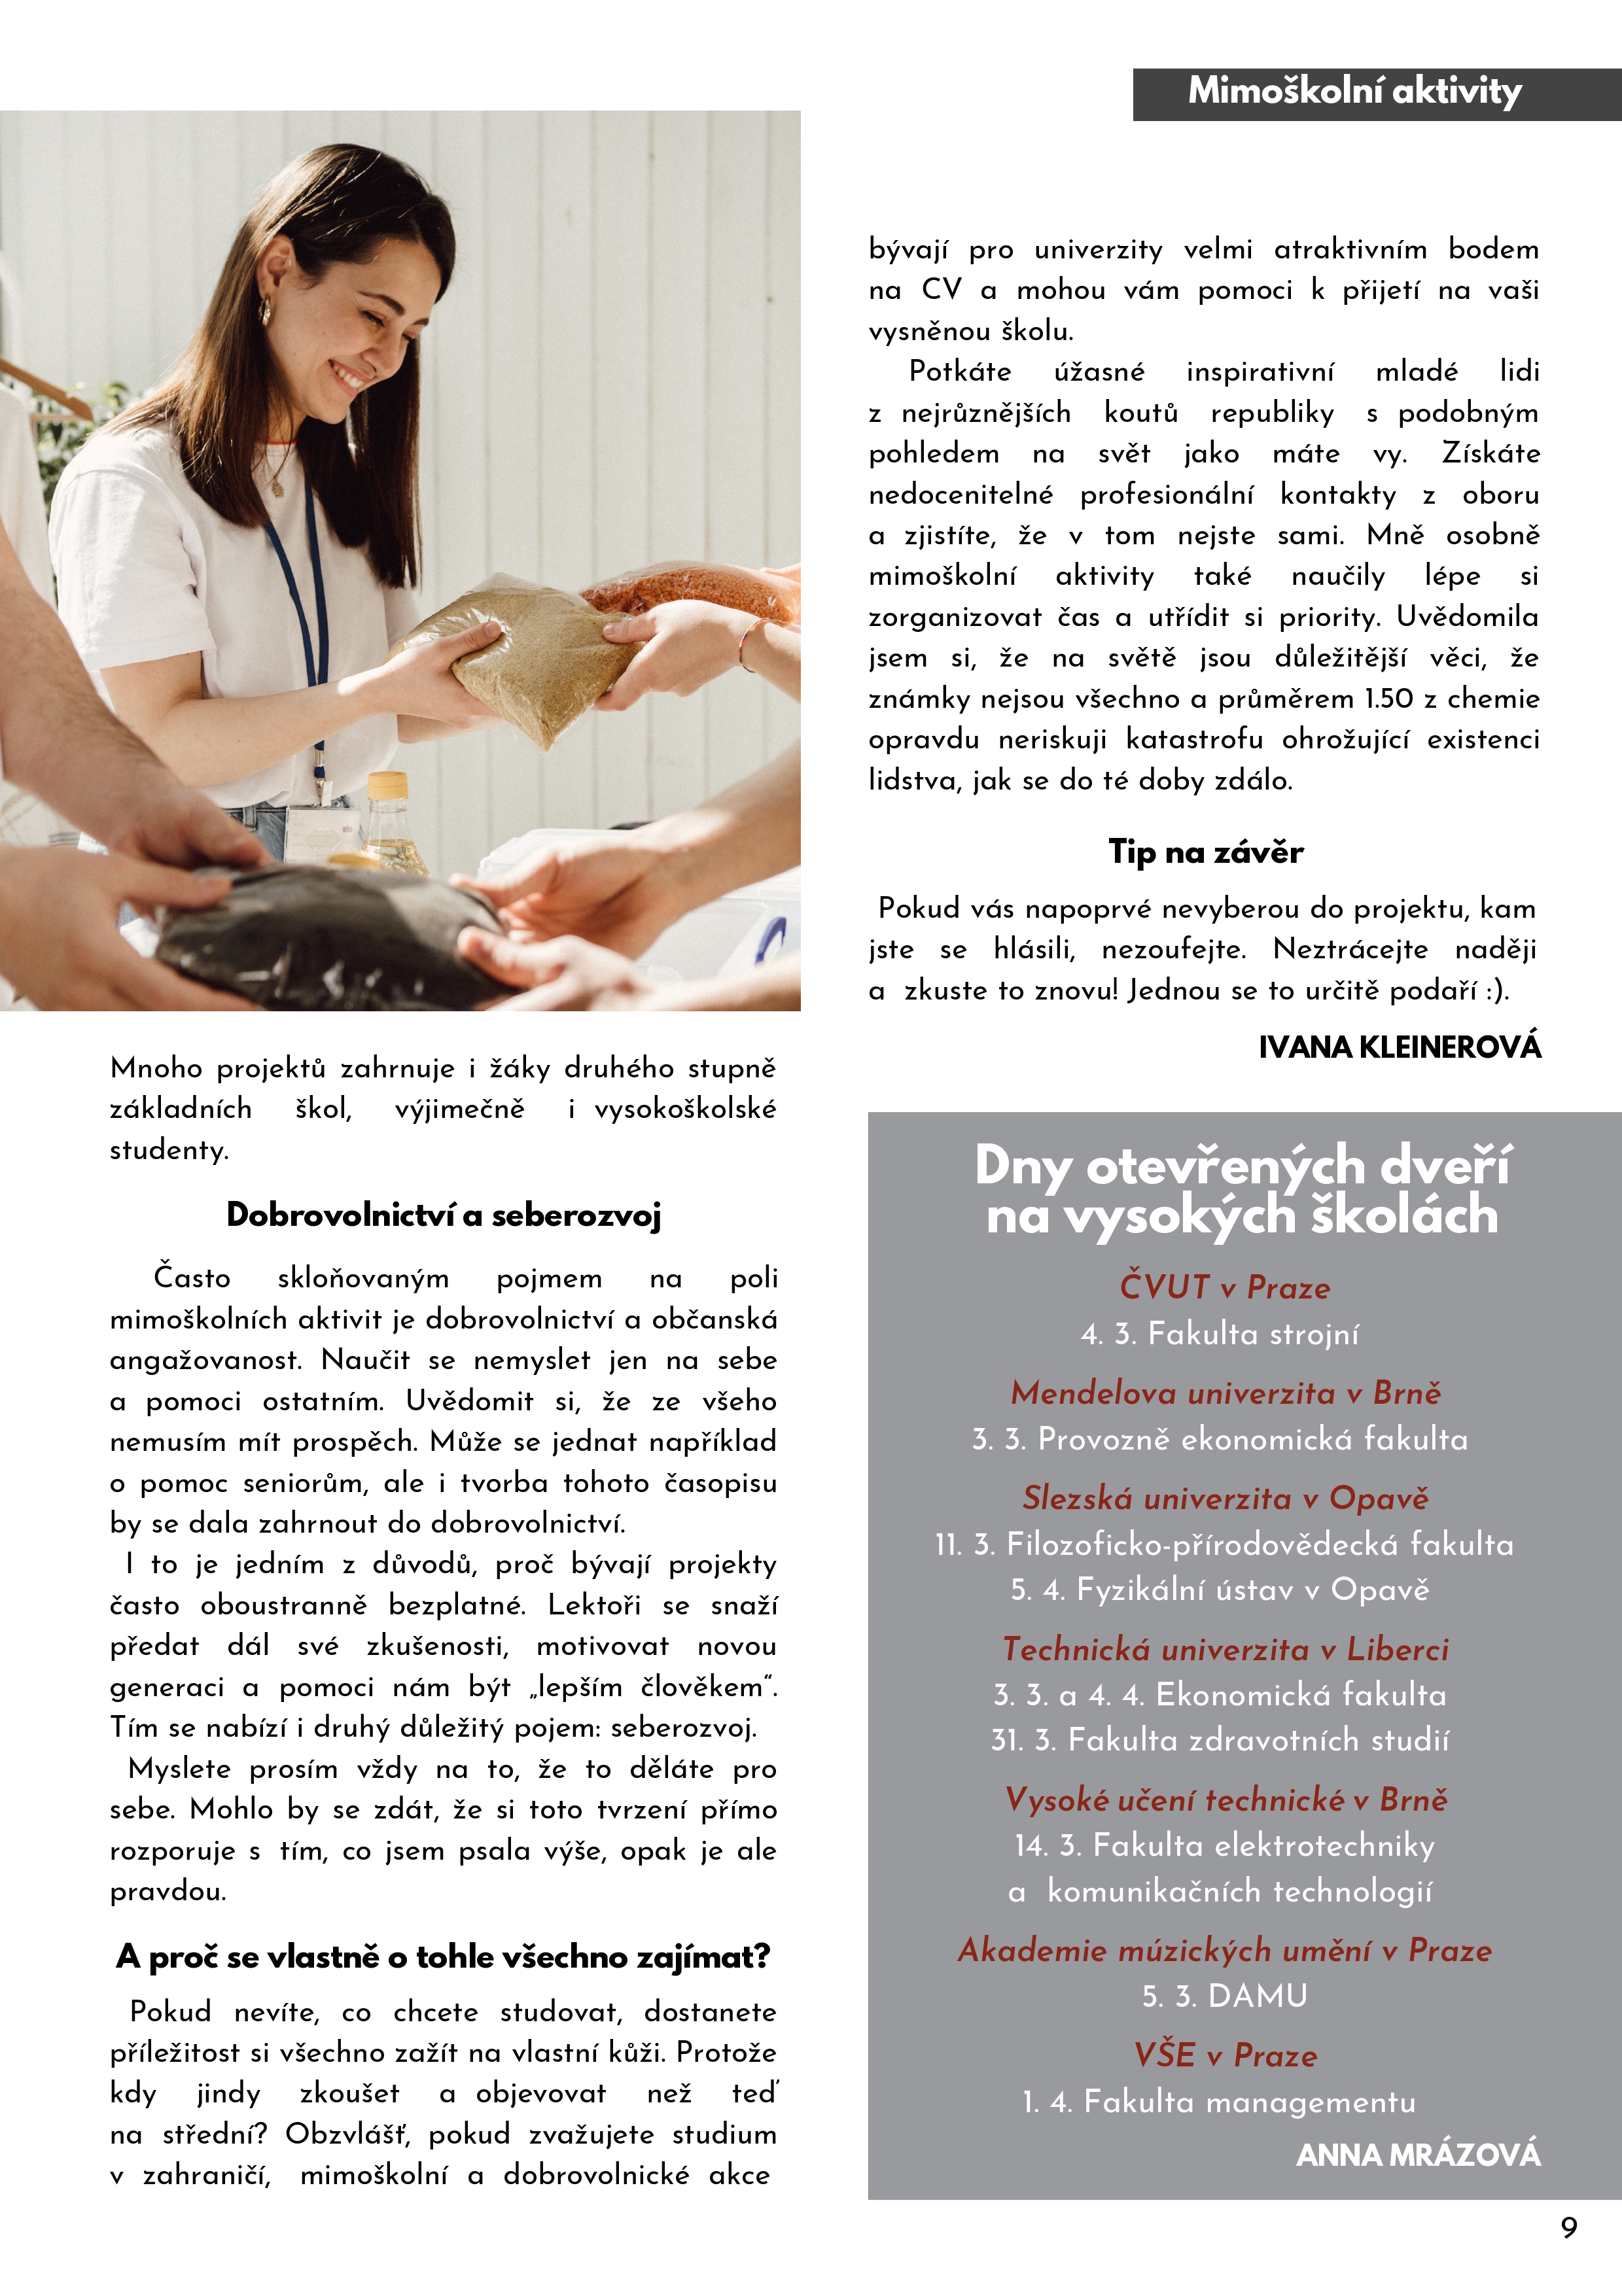 Mimoškolní aktivity
Mnoho projektů zahrnuje i žáky druhého stupně
základních škol, výjimečně i vysokoškolské
studenty.
Dobrovolnictví a seberozvoj
Často skloňovaným pojmem na poli
mimoškolních aktivit je dobrovolnictví a občanská
angažovanost. Naučit se nemyslet jen na sebe
a pomoci ostatním. Uvědomit si, že ze všeho
nemusím mít prospěch. Může se jednat například
o pomoc seniorům, ale i tvorba tohoto časopisu
by se dala zahrnout do dobrovolnictví.
I to je jedním z důvodů, proč bývají projekty
často oboustranně bezplatné. Lektoři se snaží
předat dál své zkušenosti, motivovat novou
generaci a pomoci nám být „lepším člověkem“.
Tím se nabízí i druhý důležitý pojem: seberozvoj.
Myslete prosím vždy na to, že to děláte pro
sebe. Mohlo by se zdát, že si toto tvrzení přímo
rozporuje s tím, co jsem psala výše, opak je ale
pravdou.
A proč se vlastně o tohle všechno zajímat?
Pokud nevíte, co chcete studovat, dostanete
příležitost si všechno zažít na vlastní kůži. Protože
kdy jindy zkoušet a objevovat než teď
na střední? Obzvlášť, pokud zvažujete studium
v zahraničí, mimoškolní a dobrovolnické akce
bývají pro univerzity velmi atraktivním bodem
na CV a mohou vám pomoci k přijetí na vaši
vysněnou školu.
Potkáte úžasné inspirativní mladé lidi
z nejrůznějších koutů republiky s podobným
pohledem na svět jako máte vy. Získáte
nedocenitelné profesionální kontakty z oboru
a zjistíte, že v tom nejste sami. Mně osobně
mimoškolní aktivity také naučily lépe si
zorganizovat čas a utřídit si priority. Uvědomila
jsem si, že na světě jsou důležitější věci, že
známky nejsou všechno a průměrem 1.50 z chemie
opravdu neriskuji katastrofu ohrožující existenci
lidstva, jak se do té doby zdálo.
Tip na závěr
Pokud vás napoprvé nevyberou do projektu, kam
jste se hlásili, nezoufejte. Neztrácejte naději
a zkuste to znovu! Jednou se to určitě podaří :).
IVANA KLEINEROVÁ
Dny otevřených dveří
na vysokých školách
ČVUT v Praze
4. 3. Fakulta strojní
Mendelova univerzita v Brně
3. 3. Provozně ekonomická fakulta
Slezská univerzita v Opavě
11. 3. Filozoficko-přírodovědecká fakulta
5. 4. Fyzikální ústav v Opavě
Technická univerzita v Liberci
3. 3. a 4. 4. Ekonomická fakulta
31. 3. Fakulta zdravotních studií
Vysoké učení technické v Brně
14. 3. Fakulta elektrotechniky
a komunikačních technologií
Akademie múzických umění v Praze
5. 3. DAMU
VŠE v Praze
1. 4. Fakulta managementu
ANNA MRÁZOVÁ
9